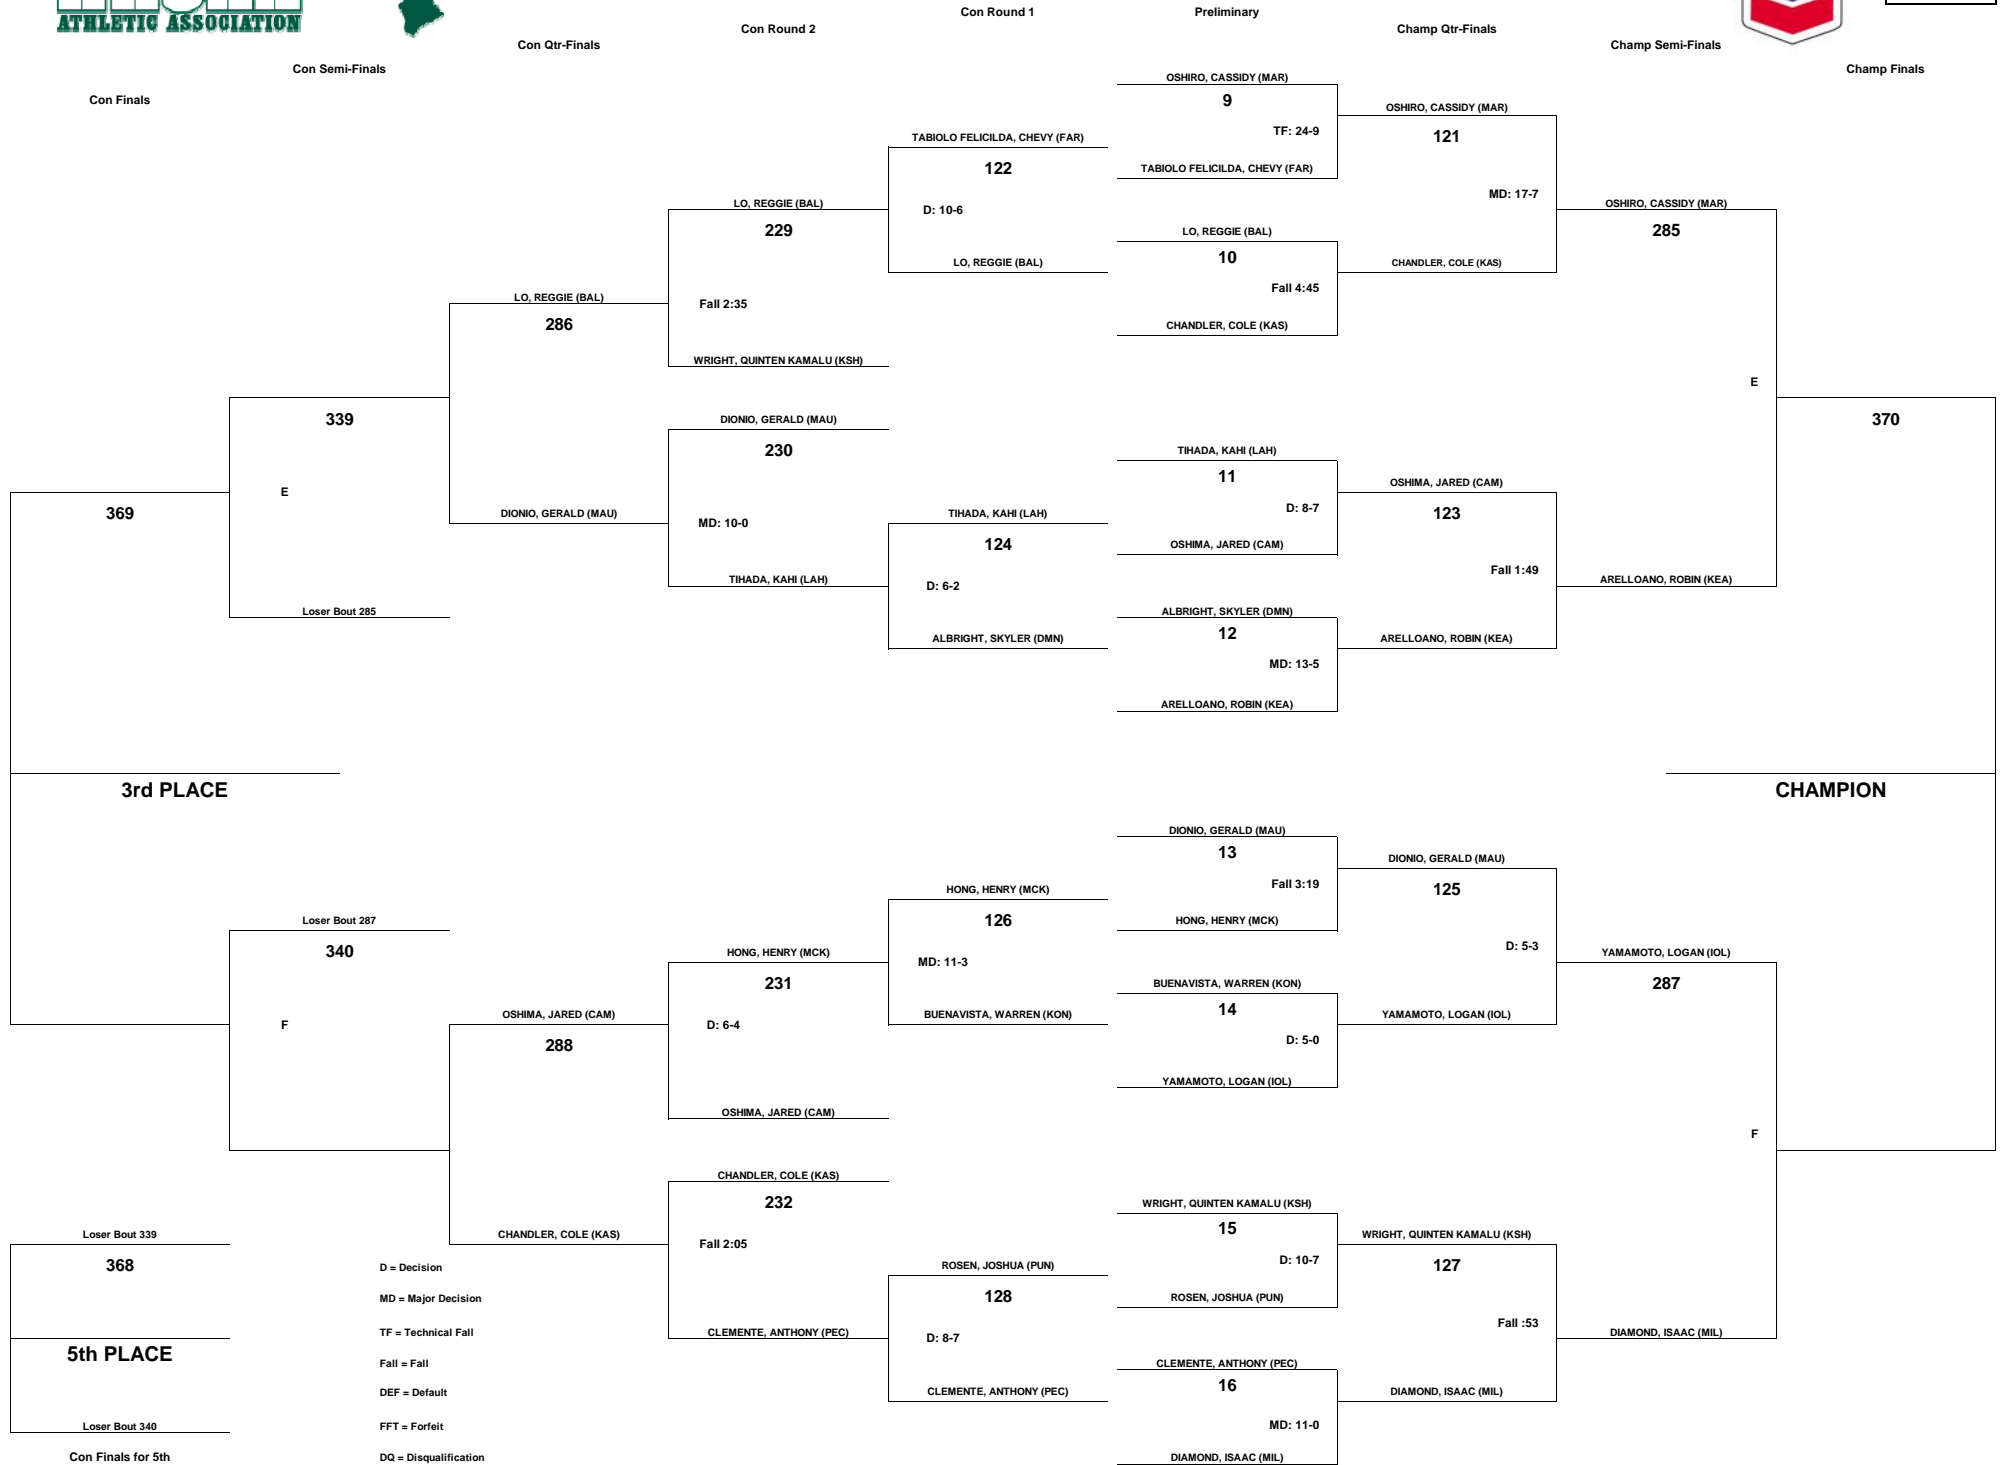 ATHLETIC ASSOCIATION
Con Finals
Con Semi-Finals
Con Qtr-Finals
Con Round 2
Con Round 1
Preliminary
Champ Qtr-Finals
Champ Semi-Finals
Champ Finals
OSHIRO, CASSIDY (MAR)
9
TF: 24-9
TABIOLO FELICILDA, CHEVY (FAR)
LO, REGGIE (BAL)
10
Fall 4:45
CHANDLER, COLE (KAS)
TIHADA, KAHI (LAH)
11
D: 8-7
OSHIMA, JARED (CAM)
ALBRIGHT, SKYLER (DMN)
12
MD: 13-5
ARELLOANO, ROBIN (KEA)
DIONIO, GERALD (MAU)
13
Fall 3:19
HONG, HENRY (MCK)
BUENAVISTA, WARREN (KON)
14
D: 5-0
YAMAMOTO, LOGAN (IOL)
WRIGHT, QUINTEN KAMALU (KSH)
15
D: 10-7
ROSEN, JOSHUA (PUN)
CLEMENTE, ANTHONY (PEC)
16
MD: 11-0
DIAMOND, ISAAC (MIL)
OSHIRO, CASSIDY (MAR)
121
MD: 17-7
CHANDLER, COLE (KAS)
OSHIMA, JARED (CAM)
123
Fall 1:49
ARELLOANO, ROBIN (KEA)
DIONIO, GERALD (MAU)
125
D: 5-3
YAMAMOTO, LOGAN (IOL)
WRIGHT, QUINTEN KAMALU (KSH)
127
Fall :53
DIAMOND, ISAAC (MIL)
OSHIRO, CASSIDY (MAR)
285
E
ARELLOANO, ROBIN (KEA)
YAMAMOTO, LOGAN (IOL)
287
F
DIAMOND, ISAAC (MIL)
370
CHAMPION
TABIOLO FELICILDA, CHEVY (FAR)
122
D: 10-6
LO, REGGIE (BAL)
TIHADA, KAHI (LAH)
124
D: 6-2
ALBRIGHT, SKYLER (DMN)
HONG, HENRY (MCK)
126
MD: 11-3
BUENAVISTA, WARREN (KON)
ROSEN, JOSHUA (PUN)
128
D: 8-7
CLEMENTE, ANTHONY (PEC)
LO, REGGIE (BAL)
229
Fall 2:35
WRIGHT, QUINTEN KAMALU (KSH)
DIONIO, GERALD (MAU)
230
MD: 10-0
TIHADA, KAHI (LAH)
HONG, HENRY (MCK)
231
D: 6-4
OSHIMA, JARED (CAM)
CHANDLER, COLE (KAS)
232
Fall 2:05
CLEMENTE, ANTHONY (PEC)
LO, REGGIE (BAL)
286
DIONIO, GERALD (MAU)
OSHIMA, JARED (CAM)
288
CHANDLER, COLE (KAS)
339
E
Loser Bout 285
Loser Bout 287
340
F
369
3rd PLACE
Loser Bout 339
368
5th PLACE
Loser Bout 340
Con Finals for 5th
D = Decision
MD = Major Decision
TF = Technical Fall
Fall = Fall
DEF = Default
FFT = Forfeit
DQ = Disqualification